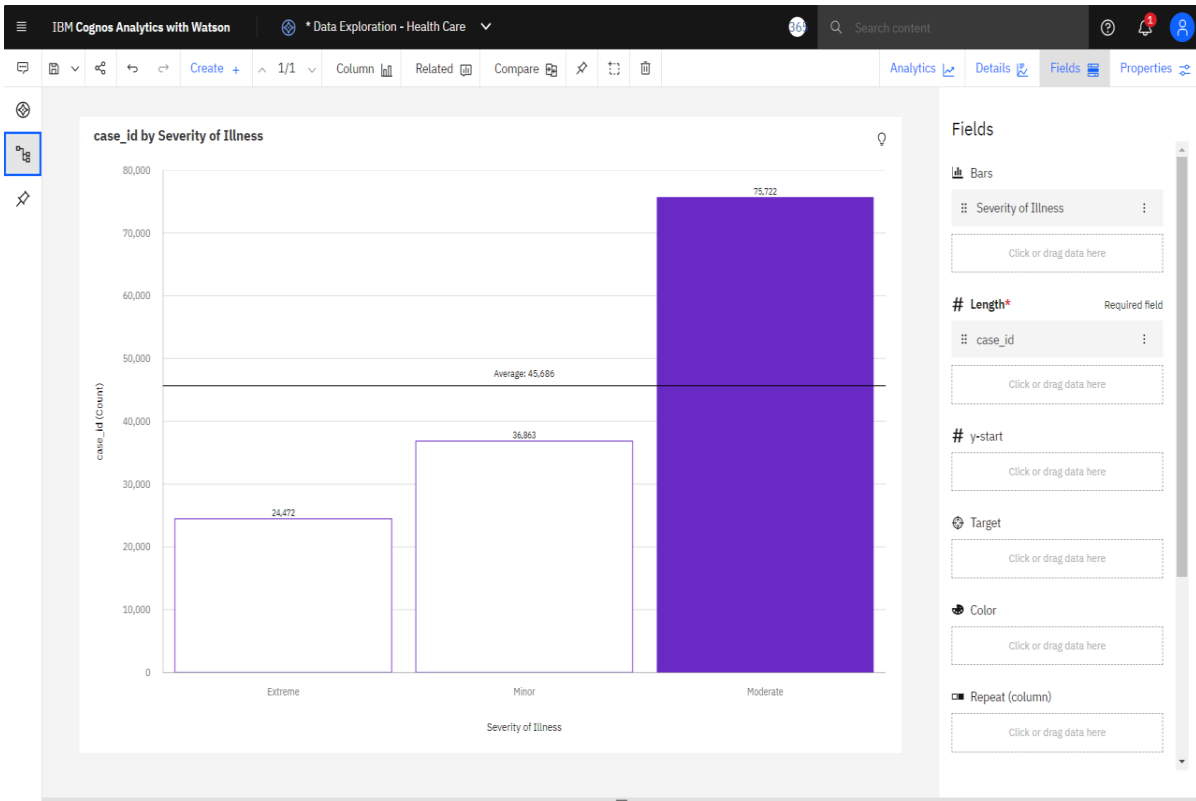 IBM Cognos Analytics with Watson
* Data Exploration - Health Care
365
Search content
1
Create +
1/1
Column
Related
Compare
Analytics
Details
Fields
Properties
case_id by Severity of Illness
80,000
70,000
60,000
50,000
40,000
30,000
20,000
10,000
0
case_id (Count)
75,722
Average: 45,686
36,863
24,472
Extreme
Minor
Moderate
Severity of Illness
Fields
Bars
Severity of Illness
Click or drag data here
# Length*
Required field
case_id
Click or drag data here
# y-start
Click or drag data here
Target
Click or drag data here
Color
Click or drag data here
Repeat (column)
Click or drag data here